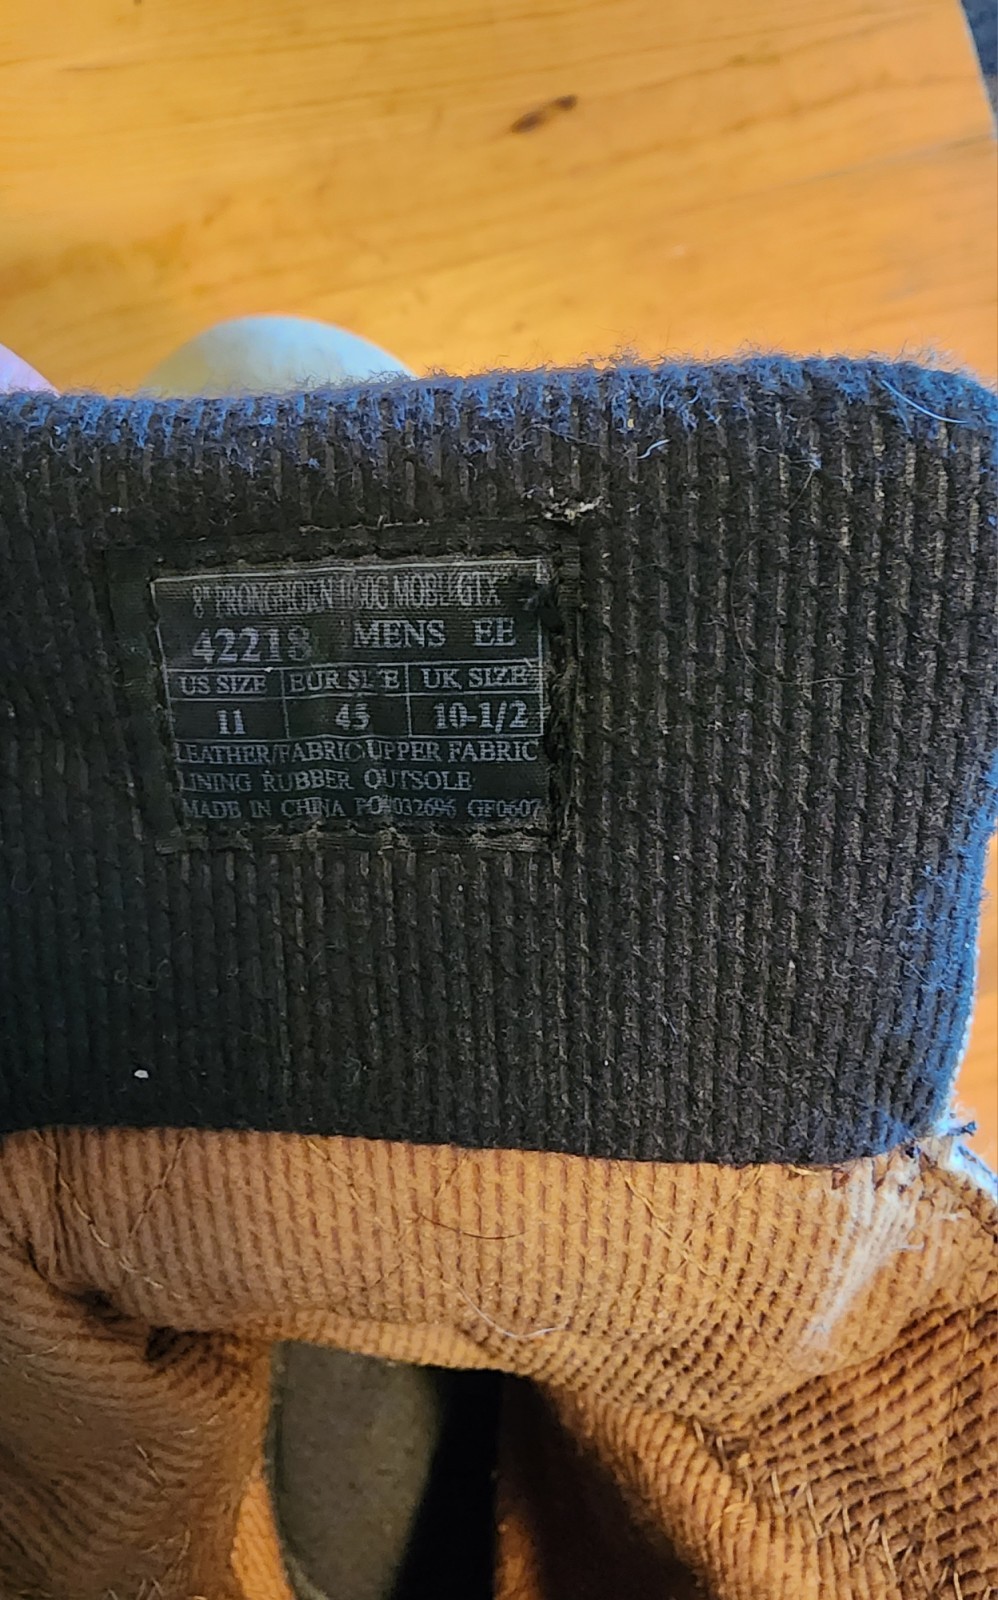 8" PRONGHORN 1000G MOBL GTX
42218 MENS EE
US SIZE EUR SIZE UK SIZE
11 45 10-1/2
LEATHER/FABRIC UPPER FABRIC
LINING RUBBER OUTSOLE
MADE IN CHINA GF0607